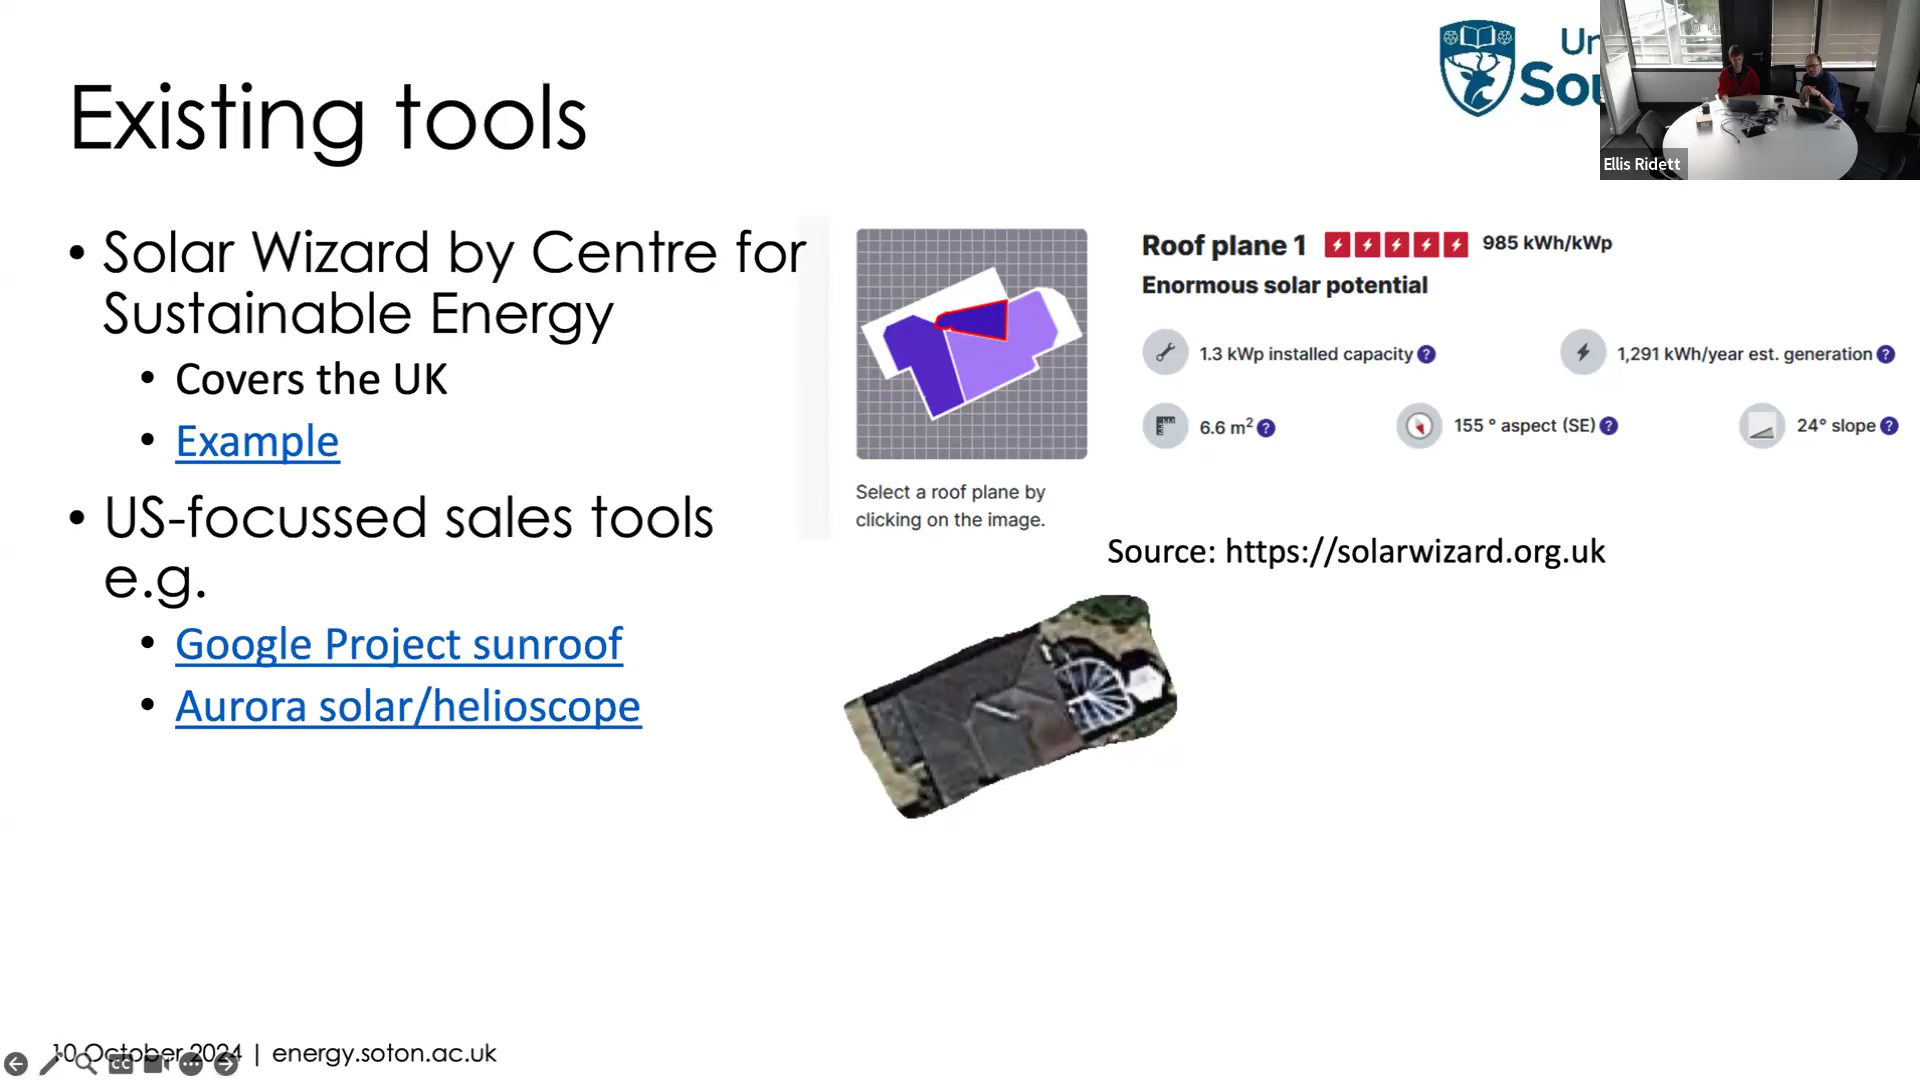 Existing tools
• Solar Wizard by Centre for
Sustainable Energy
• Covers the UK
• Example
• US-focussed sales tools
e.g.
• Google Project sunroof
• Aurora solar/helioscope
Un
Sou
Ellis Ridett
Roof plane 1 985 kWh/kWp
Enormous solar potential
1.3 kWp installed capacity ?
1,291 kWh/year est. generation ?
6.6 m² ?
155 ° aspect (SE) ?
24° slope ?
Select a roof plane by
clicking on the image.
Source: https://solarwizard.org.uk
10 October 2024 | energy.soton.ac.uk
CC